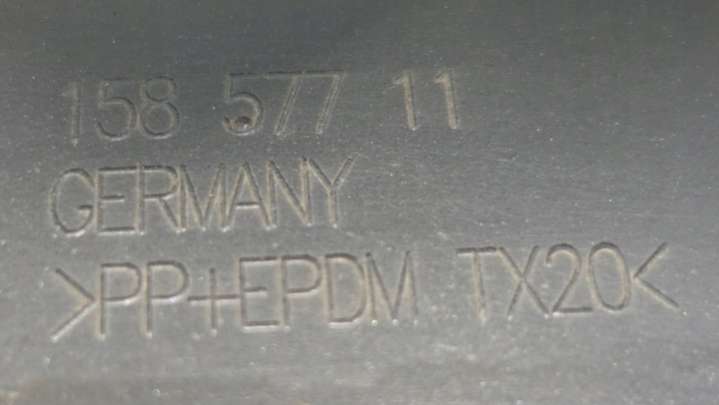 158 577 11
GERMANY
>PP+EPDM TX20<